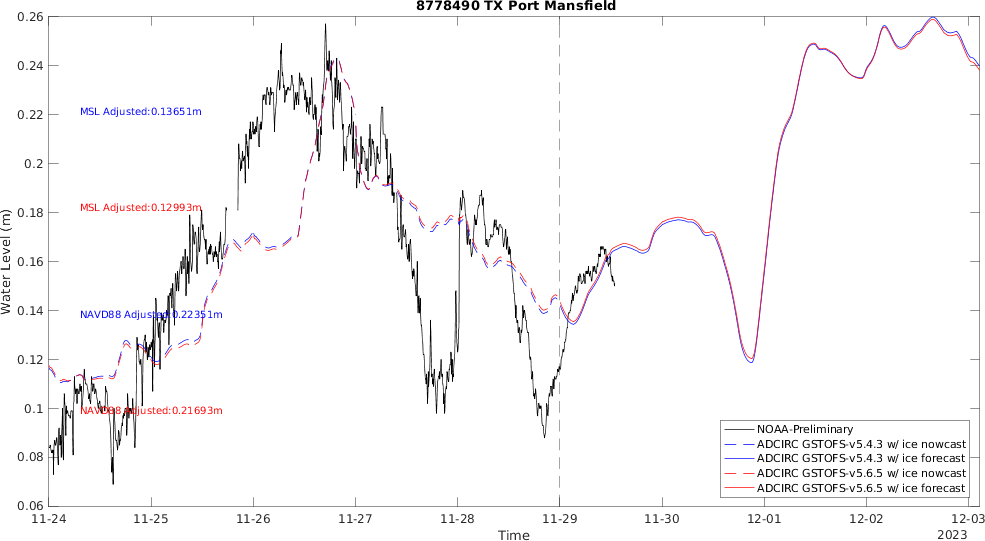 8778490 TX Port Mansfield
Water Level (m)
0.26
0.24
0.22
0.2
0.18
0.16
0.14
0.12
0.1
0.08
0.06
MSL Adjusted:0.13651m
MSL Adjusted:0.12993m
NAVD88 Adjusted:0.22351m
NAVD88 Adjusted:0.21693m
NOAA-Preliminary
ADCIRC GSTOFS-v5.4.3 w/ ice nowcast
ADCIRC GSTOFS-v5.4.3 w/ ice forecast
ADCIRC GSTOFS-v5.6.5 w/ ice nowcast
ADCIRC GSTOFS-v5.6.5 w/ ice forecast
11-24 11-25 11-26 11-27 11-28 11-29 11-30 12-01 12-02 12-03
Time
2023